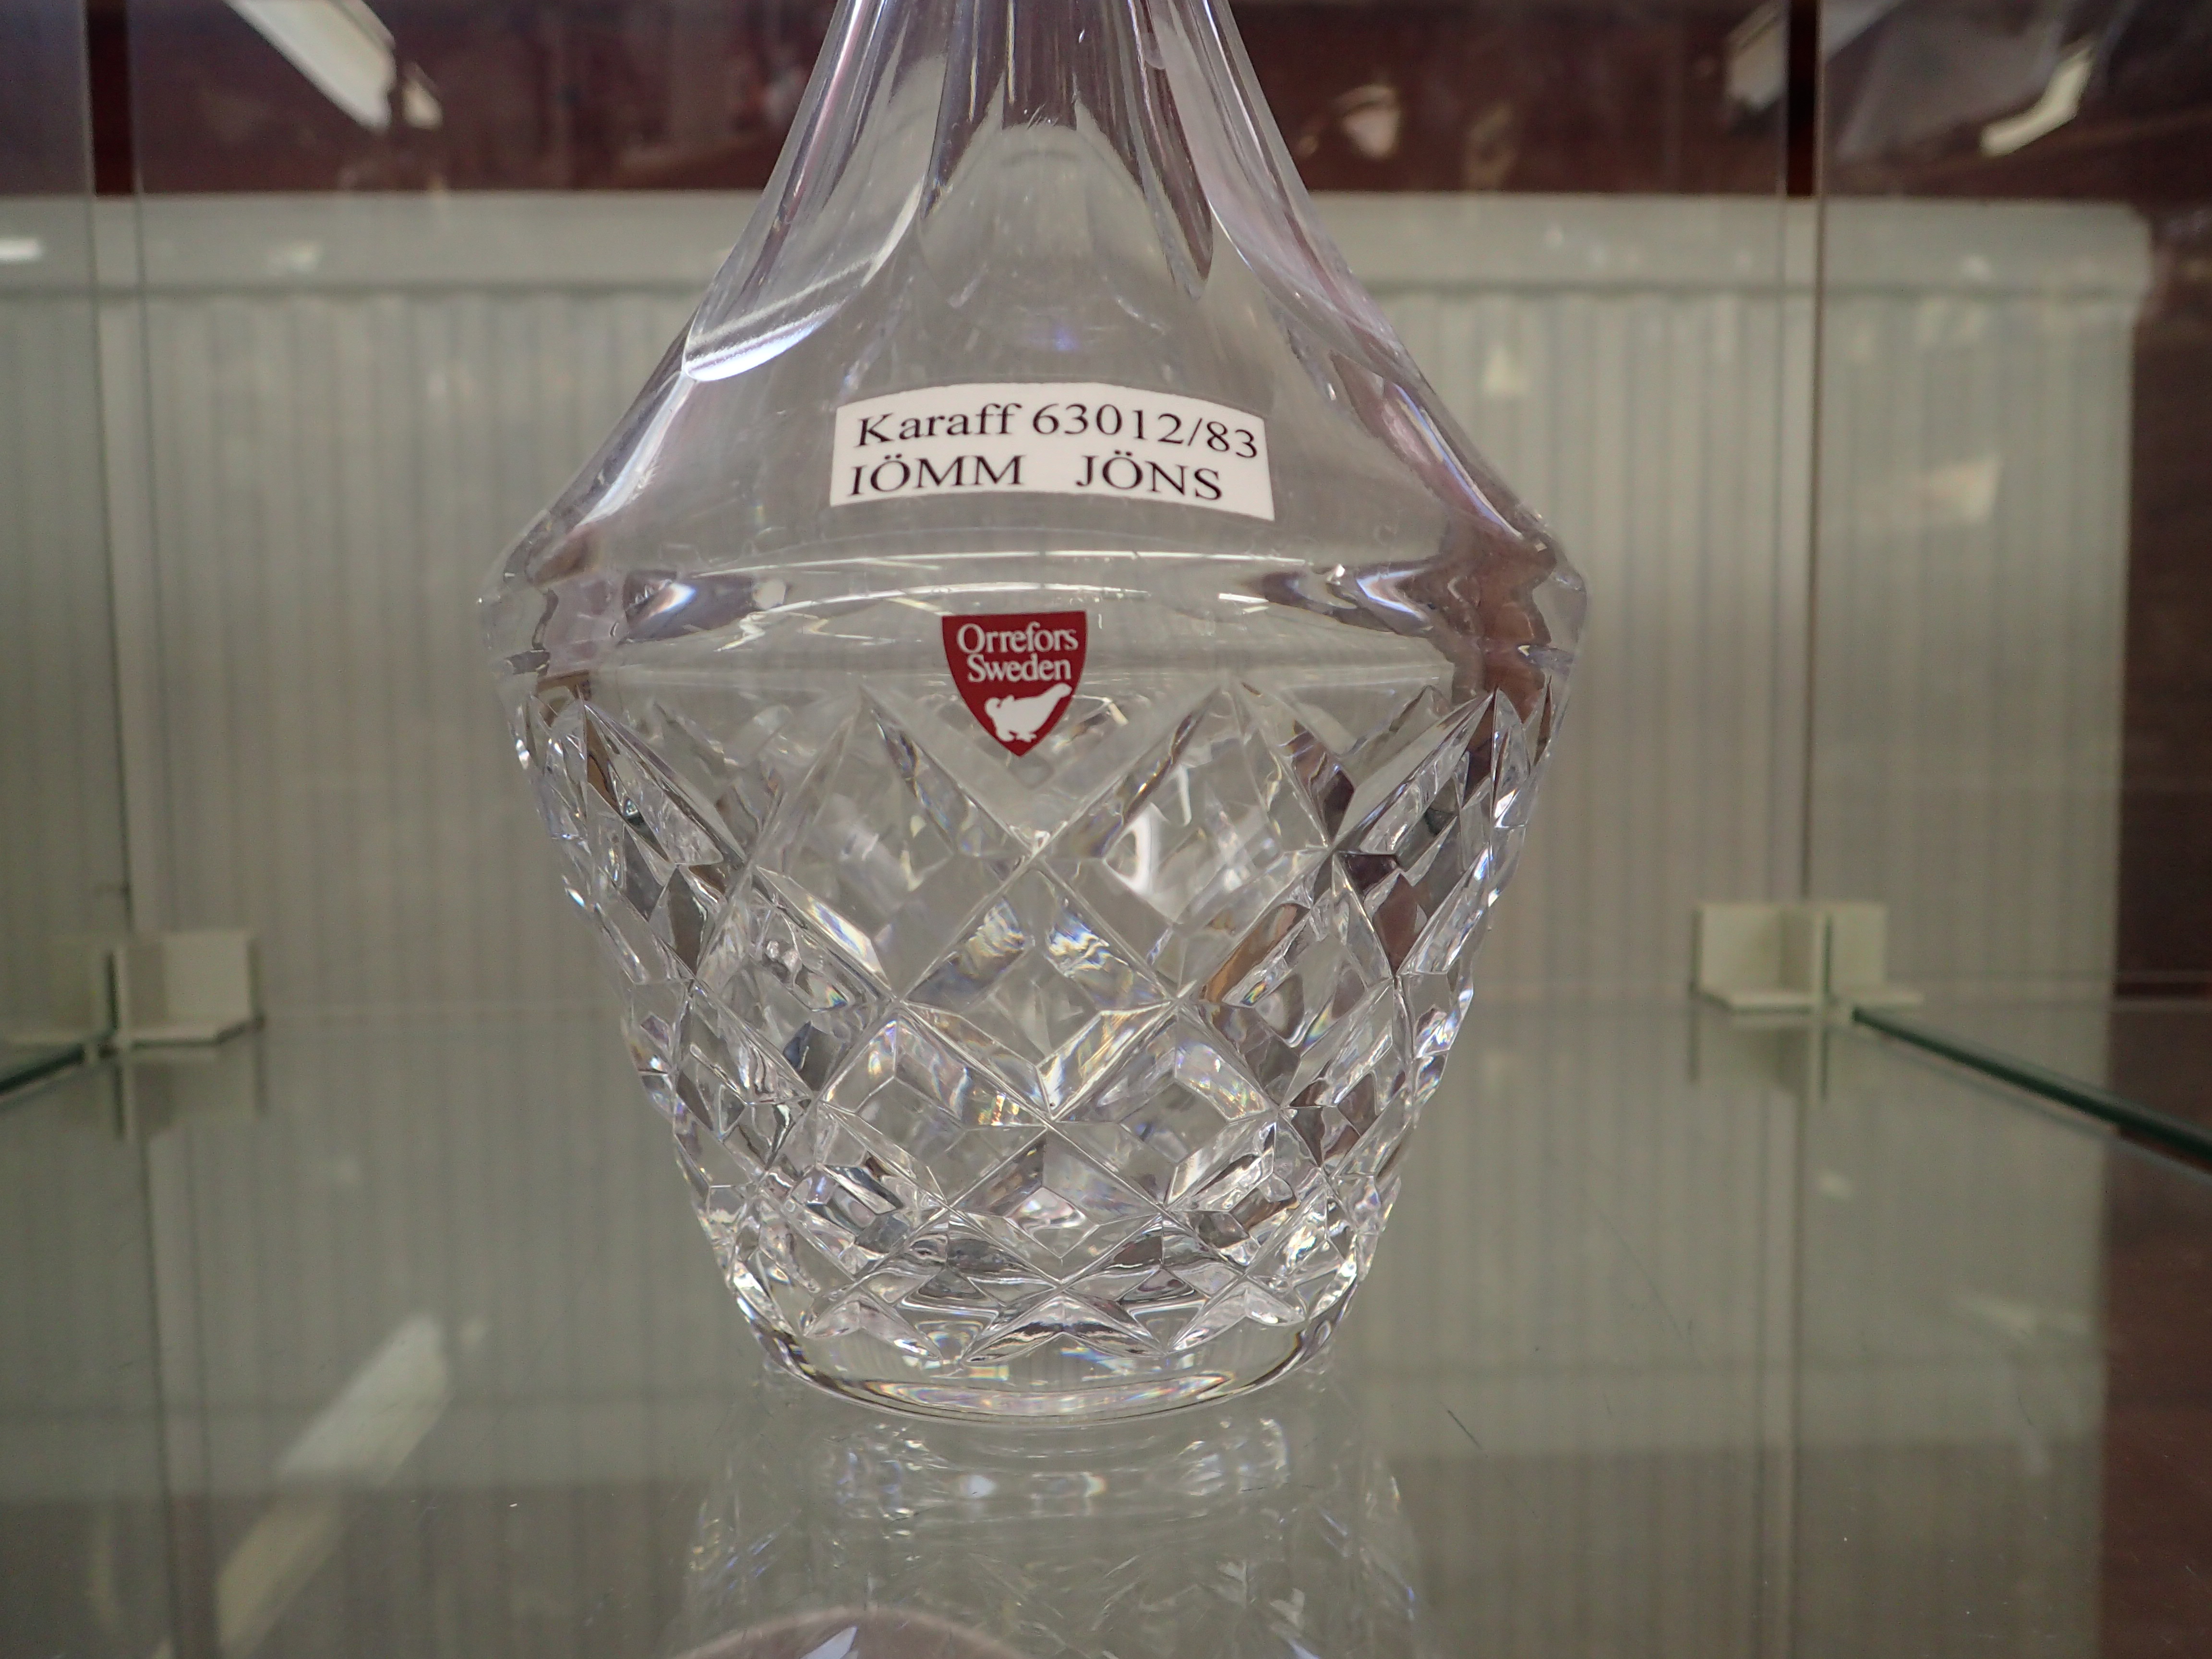 Karaff 63012/83
IÖMM JÖNS
Orrefors
Sweden